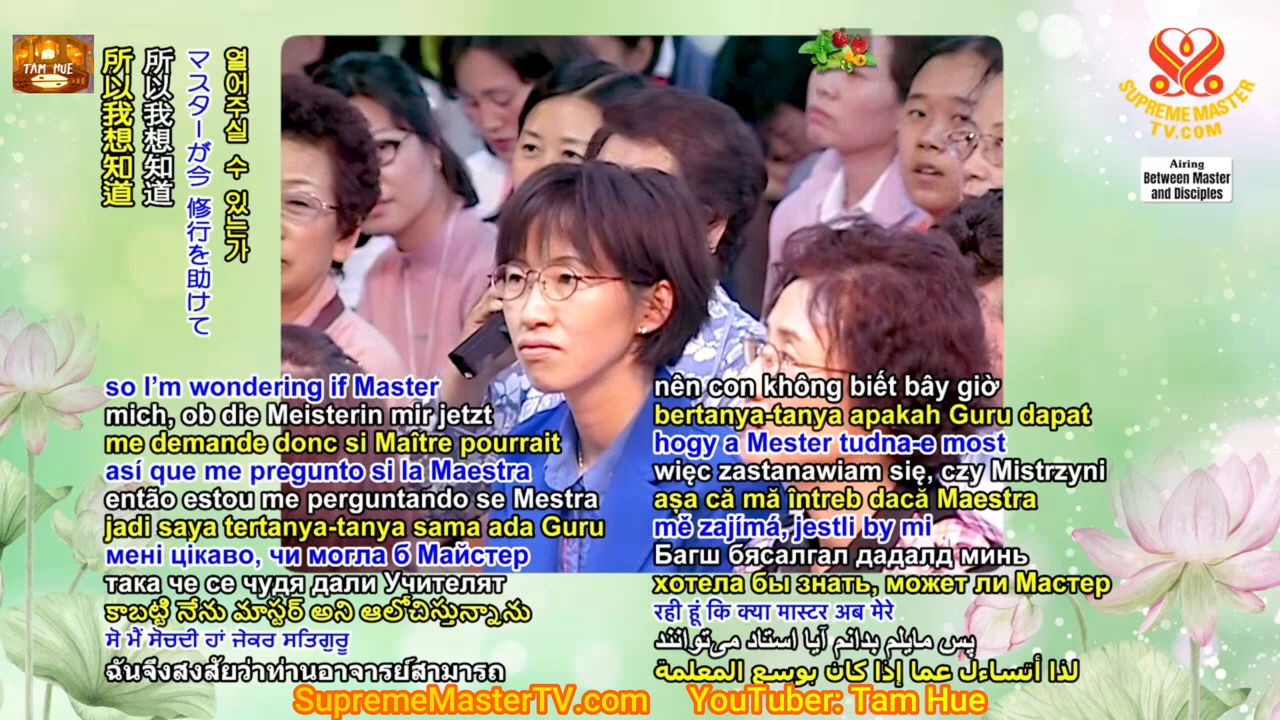 TAM HUE
所以我想知道
所以我想知道
マスターが今 修行を助けて
열어주실 수 있는가
SUPREME MASTER
TV.COM
Airing
Between Master
and Disciples
so I'm wondering if Master
mich, ob die Meisterin mir jetzt
me demande donc si Maître pourrait
así que me pregunto si la Maestra
então estou me perguntando se Mestra
jadi saya tertanya-tanya sama ada Guru
мені цікаво, чи могла б Майстер
така че се чудя дали Учителят
కాబట్టి నేను మాస్టర్ అని ఆలోచిస్తున్నాను
ਸੋ ਮੈਂ ਸੋਚਦੀ ਹਾਂ ਜੇਕਰ ਸਤਿਗੁਰੂ
ฉันจึงสงสัยว่าท่านอาจารย์สามารถ
nên con không biết bây giờ
bertanya-tanya apakah Guru dapat
hogy a Mester tudna-e most
więc zastanawiam się, czy Mistrzyni
așa că mă întreb dacă Maestra
mě zajímá, jestli by mi
Багш бясалгал дадалд минь
хотела бы знать, может ли Мастер
रही हूं कि क्या मास्टर अब मेरे
پس مایلم بدانم آیا استاد می‌توانند
لذا أتساءل عما إذا كان بوسع المعلمة
SupremeMasterTV.com
YouTuber: Tam Hue